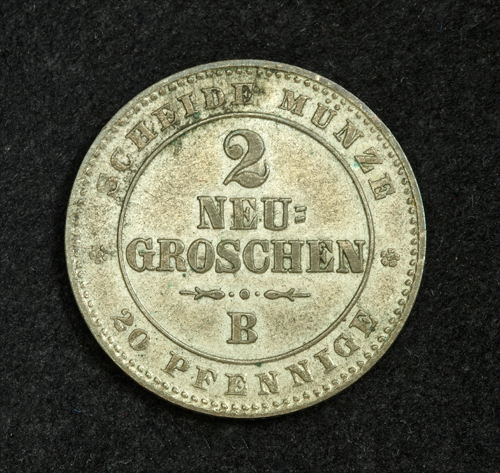 SCHEIDE MÜNZE
2
NEU=
GROSCHEN
B
20 PFENNIGE